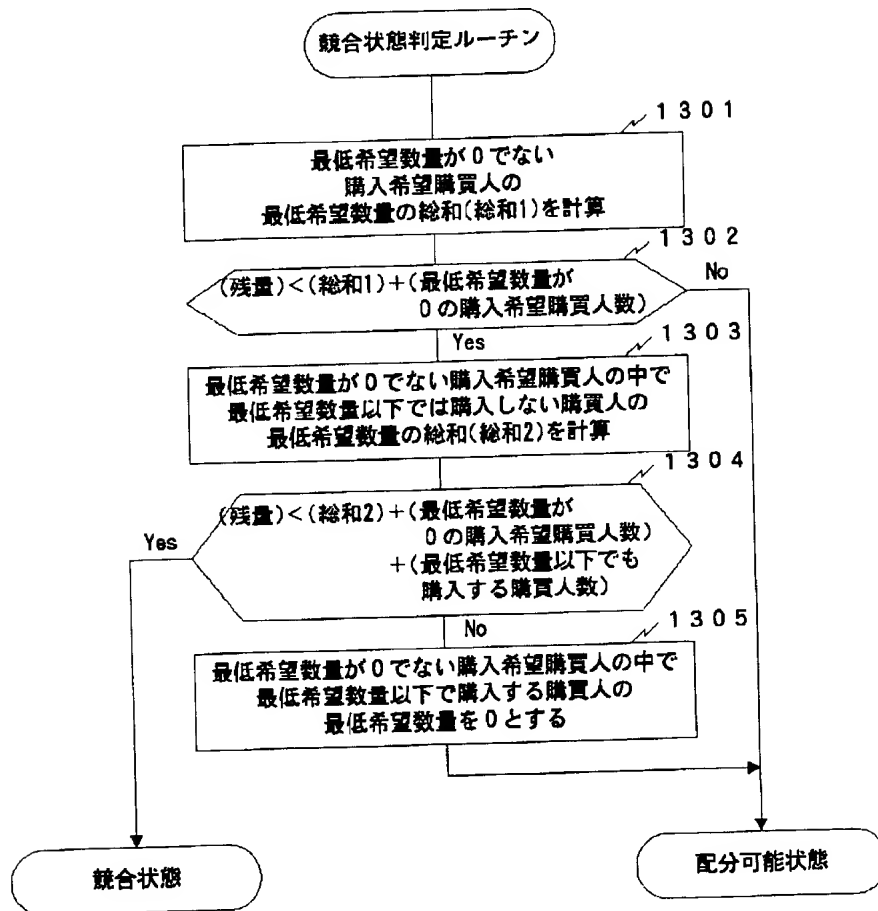 競合状態判定ルーチン
1301
最低希望数量が0でない
購入希望購買人の
最低希望数量の総和(総和1)を計算
1302
(残量)<(総和1)+(最低希望数量が
0の購入希望購買人数)
No
Yes
1303
最低希望数量が0でない購入希望購買人の中で
最低希望数量以下では購入しない購買人の
最低希望数量の総和(総和2)を計算
1304
(残量)<(総和2)+(最低希望数量が
0の購入希望購買人数)
+(最低希望数量以下でも
購入する購買人数)
Yes
No
1305
最低希望数量が0でない購入希望購買人の中で
最低希望数量以下で購入する購買人の
最低希望数量を0とする
競合状態
配分可能状態